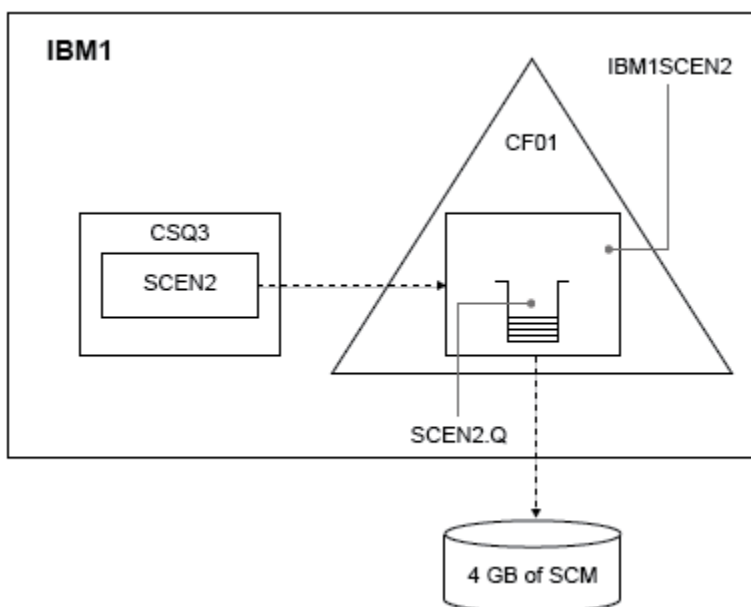 IBM1
IBM1SCEN2
CF01
CSQ3
SCEN2
SCEN2.Q
4 GB of SCM